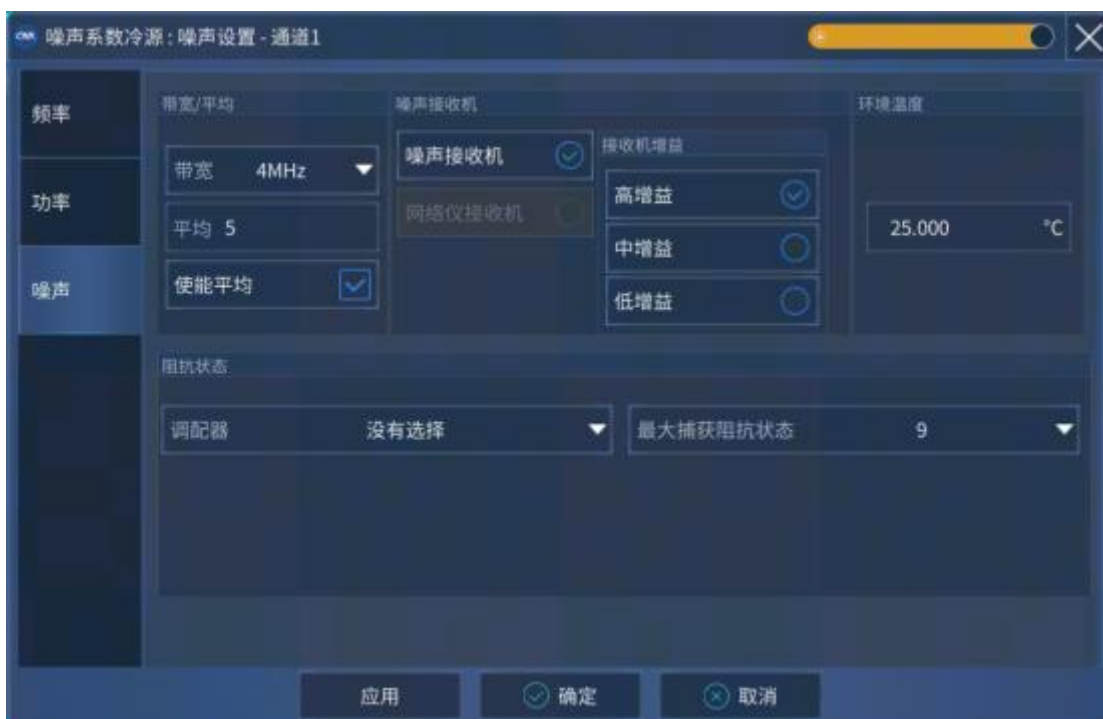 噪声系数冷源：噪声设置 - 通道1
频率
功率
噪声
带宽/平均
带宽 4MHz
平均 5
使能平均
噪声接收机
噪声接收机
网络仪接收机
接收机增益
高增益
中增益
低增益
环境温度
25.000 °C
阻抗状态
调配器 没有选择
最大捕获阻抗状态 9
应用
确定
取消